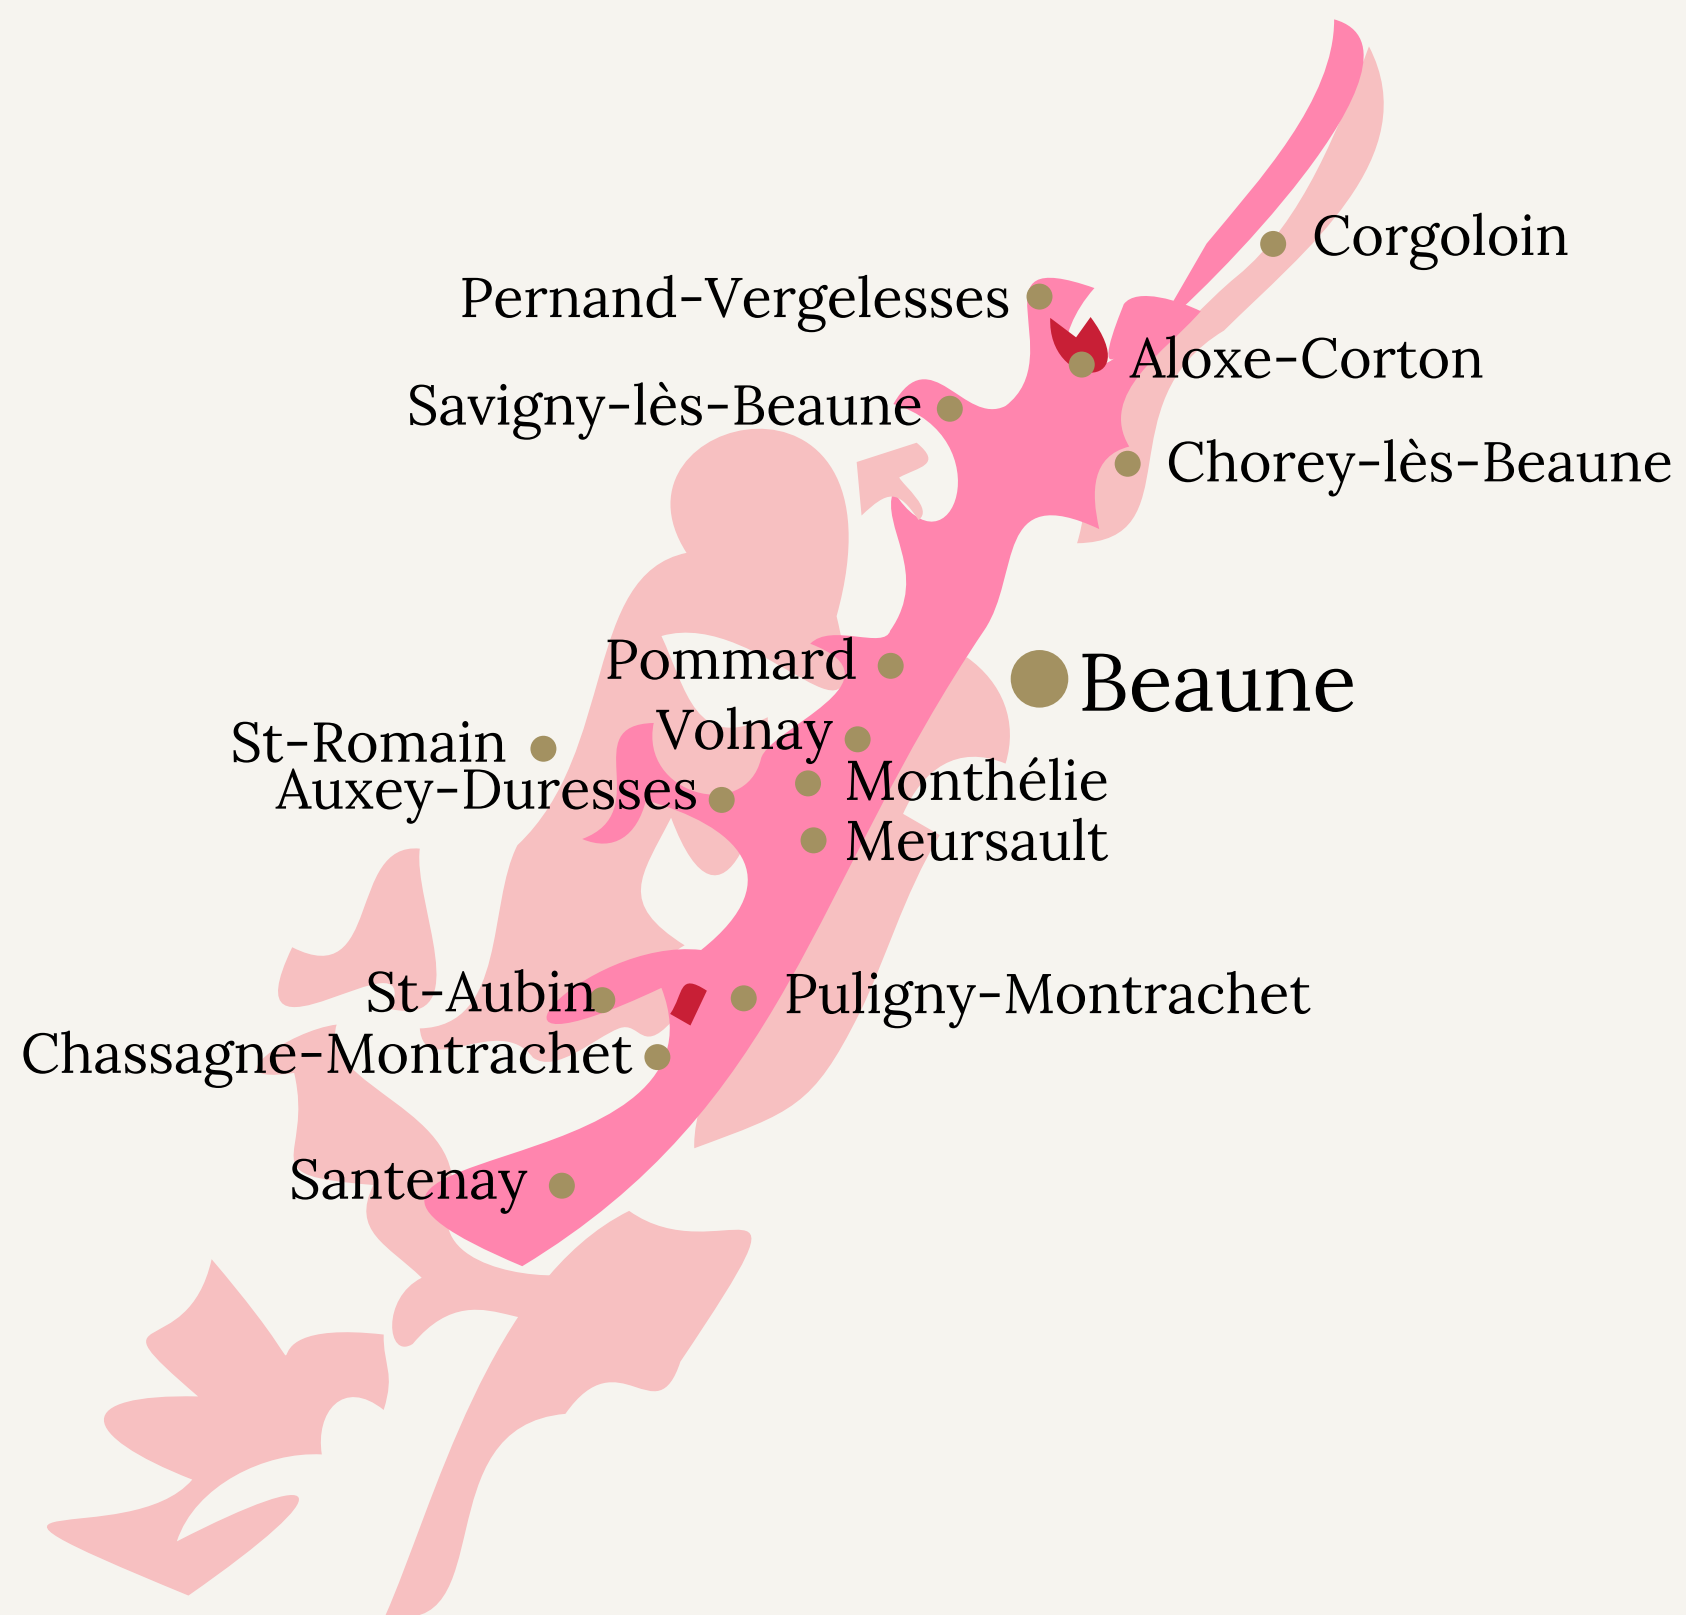 Corgoloin
Pernand-Vergelesses
Aloxe-Corton
Savigny-lès-Beaune
Chorey-lès-Beaune
Pommard
Beaune
Volnay
St-Romain
Monthélie
Auxey-Duresses
Meursault
St-Aubin
Puligny-Montrachet
Chassagne-Montrachet
Santenay